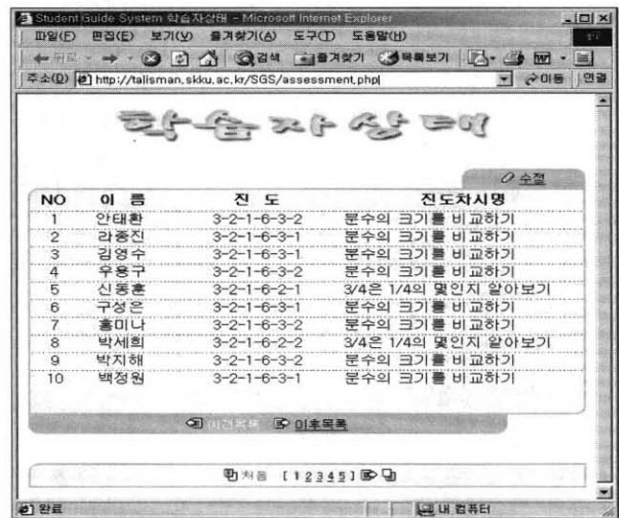 Student Guide System 학습자상태 - Microsoft Internet Explorer
파일(F) 편집(E) 보기(V) 즐겨찾기(A) 도구(T) 도움말(H)
뒤로 검색 즐겨찾기 목록보기
주소(D) http://talisman.skku.ac.kr/SGS/assessment.php 이동 연결
학습자상태
수정
NO 이 름 진 도 진도차시명
1 안태환 3-2-1-6-3-2 분수의 크기를 비교하기
2 라종진 3-2-1-6-3-1 분수의 크기를 비교하기
3 김영수 3-2-1-6-3-1 분수의 크기를 비교하기
4 우용구 3-2-1-6-3-2 분수의 크기를 비교하기
5 신동훈 3-2-1-6-2-1 3/4은 1/4의 몇인지 알아보기
6 구성은 3-2-1-6-3-1 분수의 크기를 비교하기
7 홍미나 3-2-1-6-3-2 분수의 크기를 비교하기
8 박세희 3-2-1-6-2-2 3/4은 1/4의 몇인지 알아보기
9 박지해 3-2-1-6-3-2 분수의 크기를 비교하기
10 백정원 3-2-1-6-3-1 분수의 크기를 비교하기
이전목록 이후목록
처음 [ 1 2 3 4 5 ]
완료 내 컴퓨터